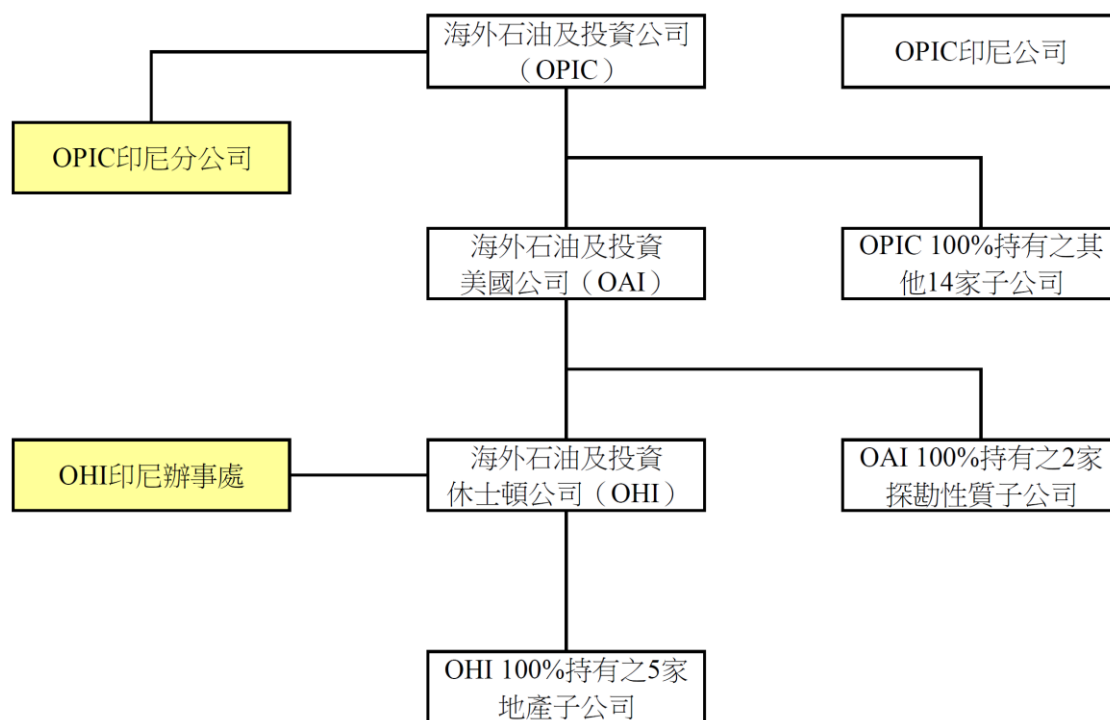 海外石油及投資公司
（OPIC）
OPIC印尼公司
OPIC印尼分公司
海外石油及投資
美國公司（OAI）
OPIC 100%持有之其
他14家子公司
OHI印尼辦事處
海外石油及投資
休士頓公司（OHI）
OAI 100%持有之2家
探勘性質子公司
OHI 100%持有之5家
地產子公司